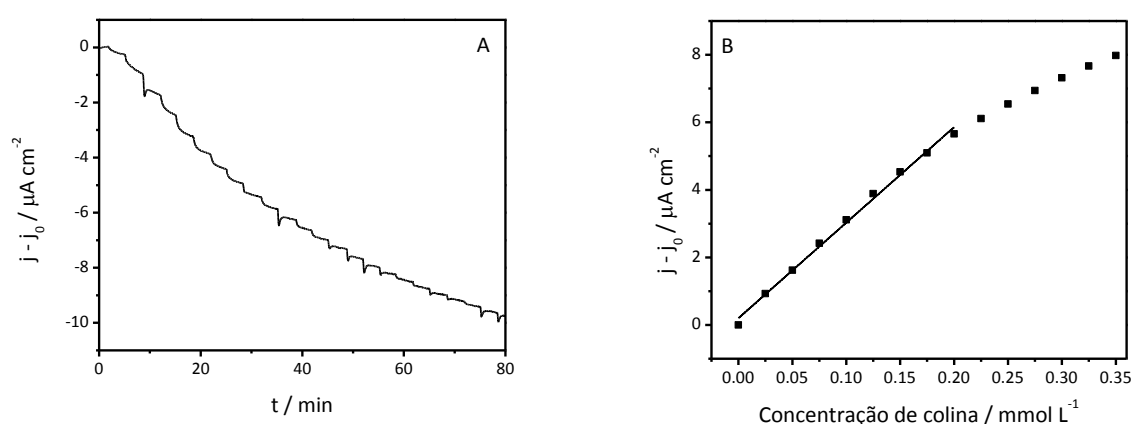 A
0
-2
-4
-6
-8
-10
j - j₀ / µA cm⁻²
0 20 40 60 80
t / min
B
8
6
4
2
0
j - j₀ / µA cm⁻²
0.00 0.05 0.10 0.15 0.20 0.25 0.30 0.35
Concentração de colina / mmol L⁻¹